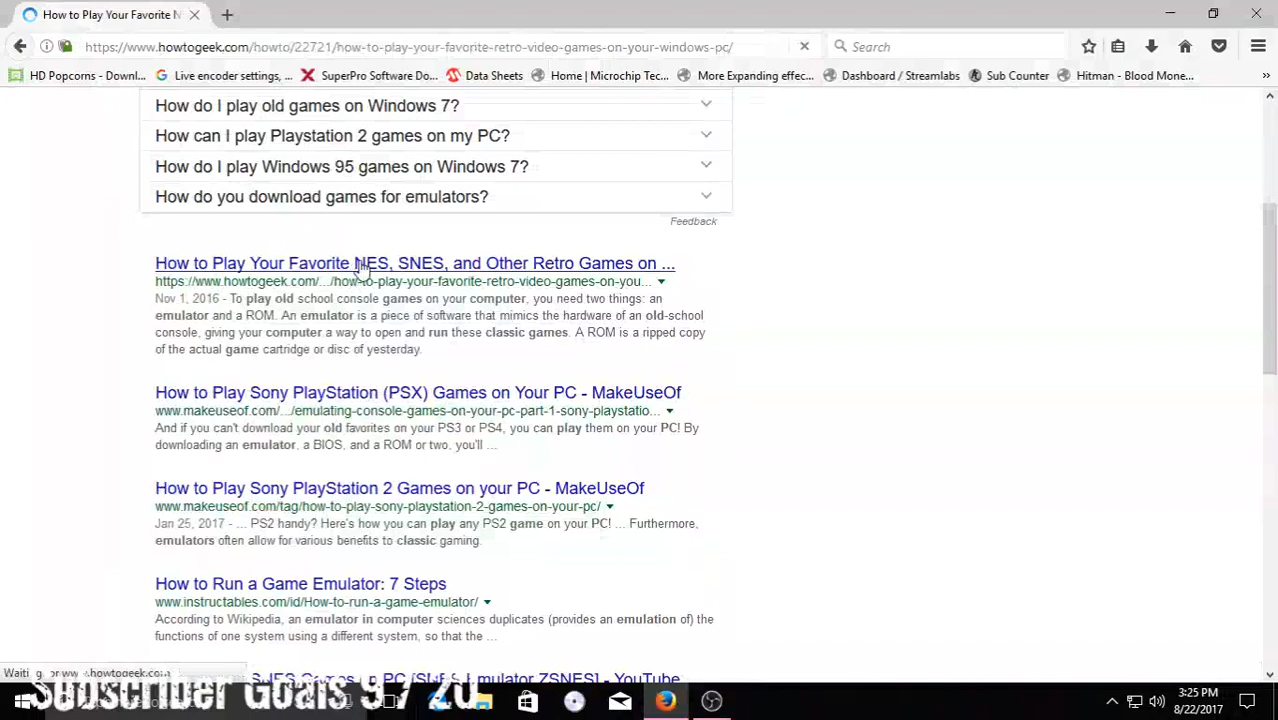 How to Play Your Favorite N
https://www.howtogeek.com/howto/22721/how-to-play-your-favorite-retro-video-games-on-your-windows-pc/
Search
HD Popcorns - Downl...
Live encoder settings, ...
SuperPro Software Do...
Data Sheets
Home | Microchip Tec...
More Expanding effec...
Dashboard / Streamlabs
Sub Counter
Hitman - Blood Mone...
How do I play old games on Windows 7?
How can I play Playstation 2 games on my PC?
How do I play Windows 95 games on Windows 7?
How do you download games for emulators?
Feedback
How to Play Your Favorite NES, SNES, and Other Retro Games on ...
https://www.howtogeek.com/.../how-to-play-your-favorite-retro-video-games-on-you...
Nov 1, 2016 - To play old school console games on your computer, you need two things: an
emulator and a ROM. An emulator is a piece of software that mimics the hardware of an old-school
console, giving your computer a way to open and run these classic games. A ROM is a ripped copy
of the actual game cartridge or disc of yesterday.
How to Play Sony PlayStation (PSX) Games on Your PC - MakeUseOf
www.makeuseof.com/.../emulating-console-games-on-your-pc-part-1-sony-playstatio...
And if you can't download your old favorites on your PS3 or PS4, you can play them on your PC! By
downloading an emulator, a BIOS, and a ROM or two, you'll ...
How to Play Sony PlayStation 2 Games on your PC - MakeUseOf
www.makeuseof.com/tag/how-to-play-sony-playstation-2-games-on-your-pc/
Jan 25, 2017 - ... PS2 handy? Here's how you can play any PS2 game on your PC! ... Furthermore,
emulators often allow for various benefits to classic gaming.
How to Run a Game Emulator: 7 Steps
www.instructables.com/id/How-to-run-a-game-emulator/
According to Wikipedia, an emulator in computer sciences duplicates (provides an emulation of) the
functions of one system using a different system, so that the ...
SNES Games on PC [SNES Emulator ZSNES] - YouTube
Waiting for www.howtogeek.com...
Subscriber Goals 9 / 20
3:25 PM
8/22/2017